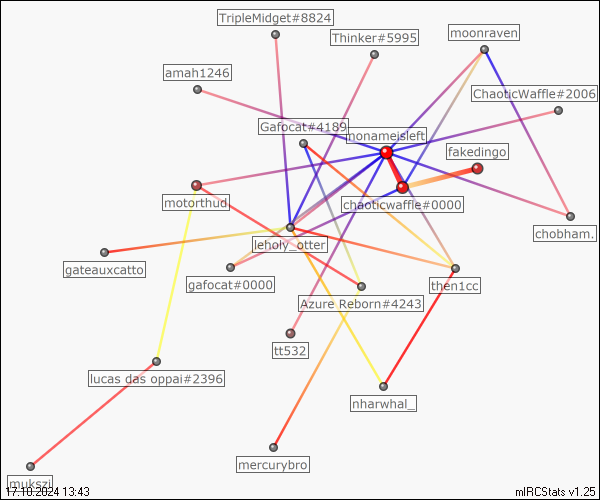 TripleMidget#8824
Thinker#5995
moonraven
amah1246
ChaoticWaffle#2006
Gafocat#4189
nonameisleft
fakedingo
motorthud
chaoticwaffle#0000
chobham.
leholy_otter
gateauxcatto
gafocat#0000
then1cc
Azure Reborn#4243
tt532
lucas das oppai#2396
nharwhal_
mercurybro
mukszi
17.10.2024 13:43
mIRCStats v1.25